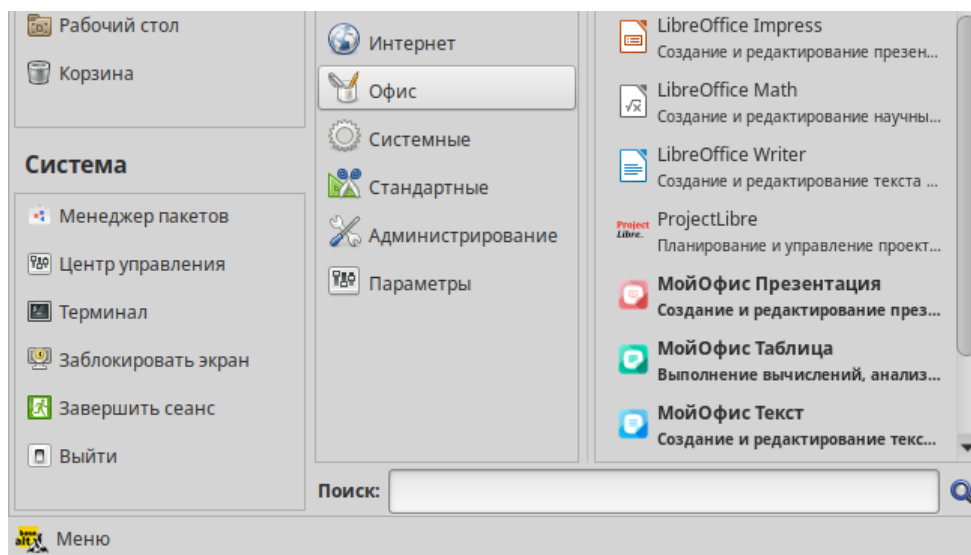 Рабочий стол
Корзина
Система
Менеджер пакетов
Центр управления
Терминал
Заблокировать экран
Завершить сеанс
Выйти
Интернет
Офис
Системные
Стандартные
Администрирование
Параметры
LibreOffice Impress
Создание и редактирование презен...
LibreOffice Math
Создание и редактирование научны...
LibreOffice Writer
Создание и редактирование текста ...
Project
Libre.
ProjectLibre
Планирование и управление проект...
МойОфис Презентация
Создание и редактирование през...
МойОфис Таблица
Выполнение вычислений, анализ...
МойОфис Текст
Создание и редактирование текс...
Поиск:
base
alt
Меню